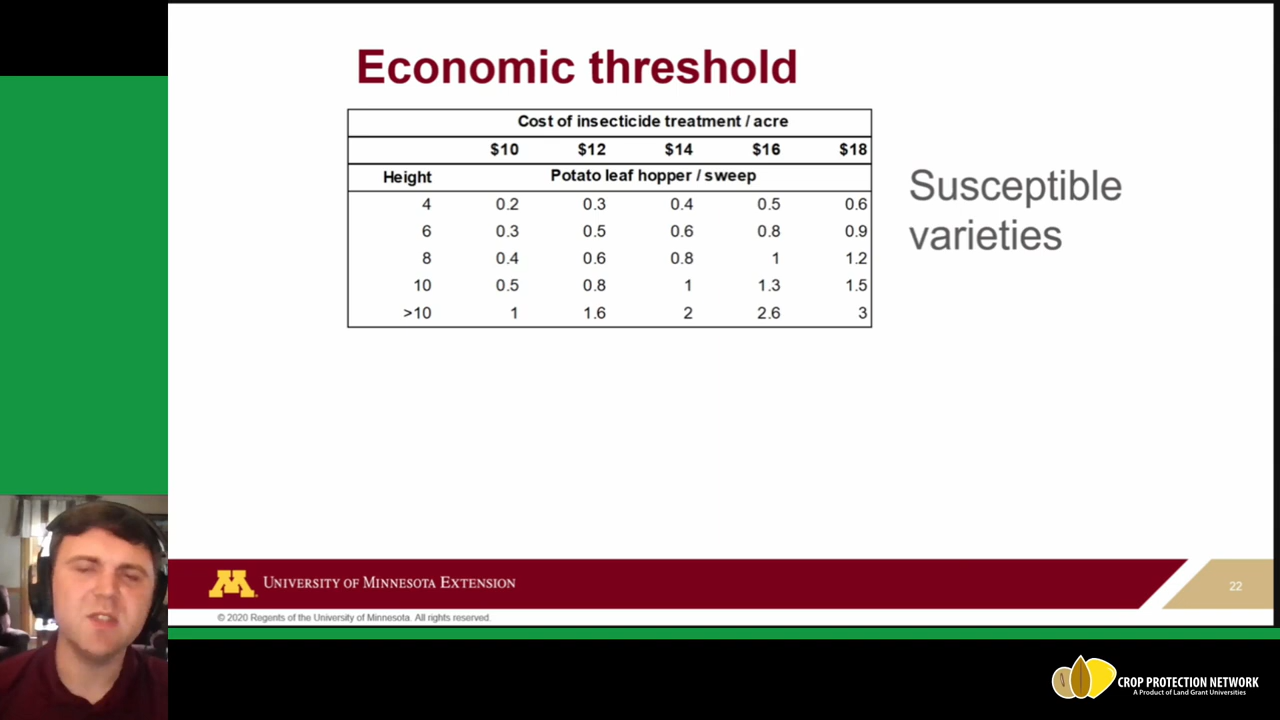 Economic threshold
Cost of insecticide treatment / acre
$10 $12 $14 $16 $18
Height Potato leaf hopper / sweep
4 0.2 0.3 0.4 0.5 0.6
6 0.3 0.5 0.6 0.8 0.9
8 0.4 0.6 0.8 1 1.2
10 0.5 0.8 1 1.3 1.5
>10 1 1.6 2 2.6 3
Susceptible
varieties
M UNIVERSITY OF MINNESOTA EXTENSION
22
© 2020 Regents of the University of Minnesota. All rights reserved.
CROP PROTECTION NETWORK
A Product of Land Grant Universities